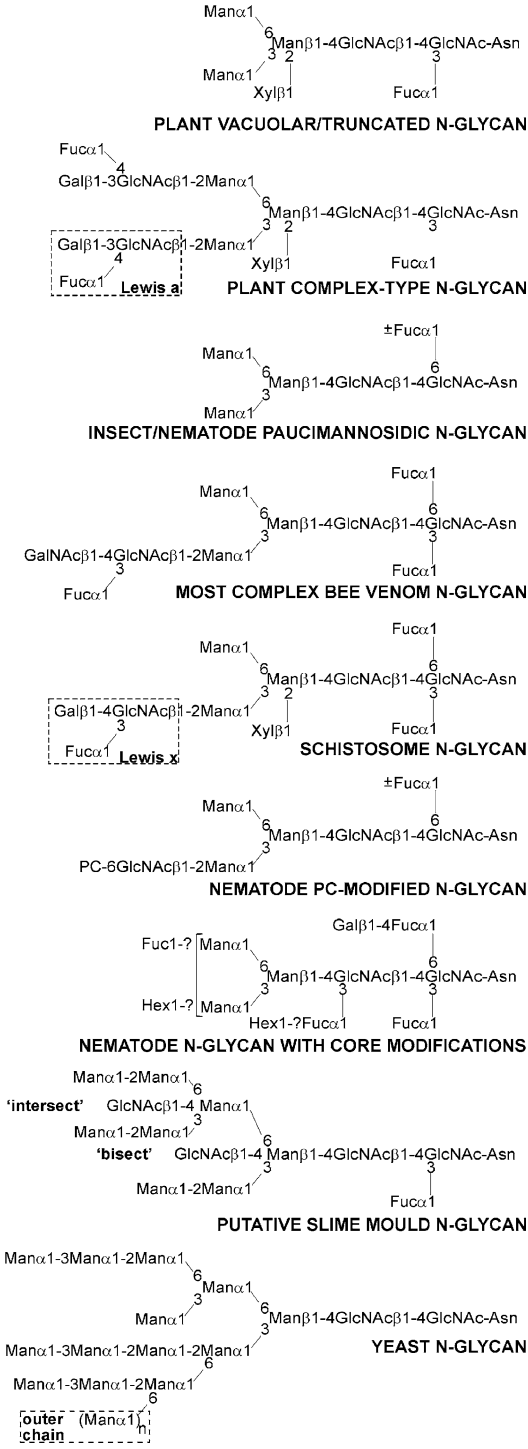 Manα1
6
Manβ1-4GlcNAcβ1-4GlcNAc-Asn
3 2 3
Manα1
Xylβ1 Fucα1
PLANT VACUOLAR/TRUNCATED N-GLYCAN
Fucα1
4
Galβ1-3GlcNAcβ1-2Manα1
6
Manβ1-4GlcNAcβ1-4GlcNAc-Asn
3 2 3
Galβ1-3GlcNAcβ1-2Manα1
4
Xylβ1 Fucα1
Fucα1
Lewis a PLANT COMPLEX-TYPE N-GLYCAN
±Fucα1
Manα1
6 6
Manβ1-4GlcNAcβ1-4GlcNAc-Asn
3
Manα1
INSECT/NEMATODE PAUCIMANNOSIDIC N-GLYCAN
Fucα1
Manα1
6 6
Manβ1-4GlcNAcβ1-4GlcNAc-Asn
3 3
GalNAcβ1-4GlcNAcβ1-2Manα1
3
Fucα1
Fucα1
MOST COMPLEX BEE VENOM N-GLYCAN
Fucα1
Manα1
6 6
Manβ1-4GlcNAcβ1-4GlcNAc-Asn
3 2 3
Galβ1-4GlcNAcβ1-2Manα1
3
Xylβ1 Fucα1
Fucα1
Lewis x SCHISTOSOME N-GLYCAN
±Fucα1
Manα1
6 6
Manβ1-4GlcNAcβ1-4GlcNAc-Asn
3
PC-6GlcNAcβ1-2Manα1
NEMATODE PC-MODIFIED N-GLYCAN
Galβ1-4Fucα1
Fuc1-? Manα1
6 6
Manβ1-4GlcNAcβ1-4GlcNAc-Asn
3 3 3
Hex1-? Manα1
Hex1-?Fucα1 Fucα1
NEMATODE N-GLYCAN WITH CORE MODIFICATIONS
Manα1-2Manα1
6
'intersect' GlcNAcβ1-4 Manα1
3
Manα1-2Manα1
6
'bisect' GlcNAcβ1-4 Manβ1-4GlcNAcβ1-4GlcNAc-Asn
3 3
Manα1-2Manα1
Fucα1
PUTATIVE SLIME MOULD N-GLYCAN
Manα1-3Manα1-2Manα1
6
Manα1
3
Manα1
6
Manβ1-4GlcNAcβ1-4GlcNAc-Asn
3
YEAST N-GLYCAN
Manα1-3Manα1-2Manα1-2Manα1
6
Manα1-3Manα1-2Manα1
6
outer (Manα1)n
chain